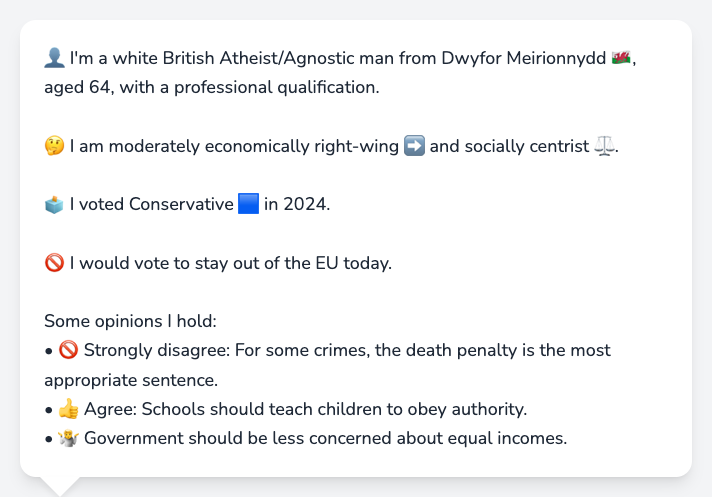 👤 I'm a white British Atheist/Agnostic man from Dwyfor Meirionnydd 🏴󠁧󠁢󠁷󠁬󠁳󠁿,
aged 64, with a professional qualification.
🤔 I am moderately economically right-wing ➡️ and socially centrist ⚖️.
🗳️ I voted Conservative 🟦 in 2024.
🚫 I would vote to stay out of the EU today.
Some opinions I hold:
• 🚫 Strongly disagree: For some crimes, the death penalty is the most
appropriate sentence.
• 👍 Agree: Schools should teach children to obey authority.
• 🤷 Government should be less concerned about equal incomes.